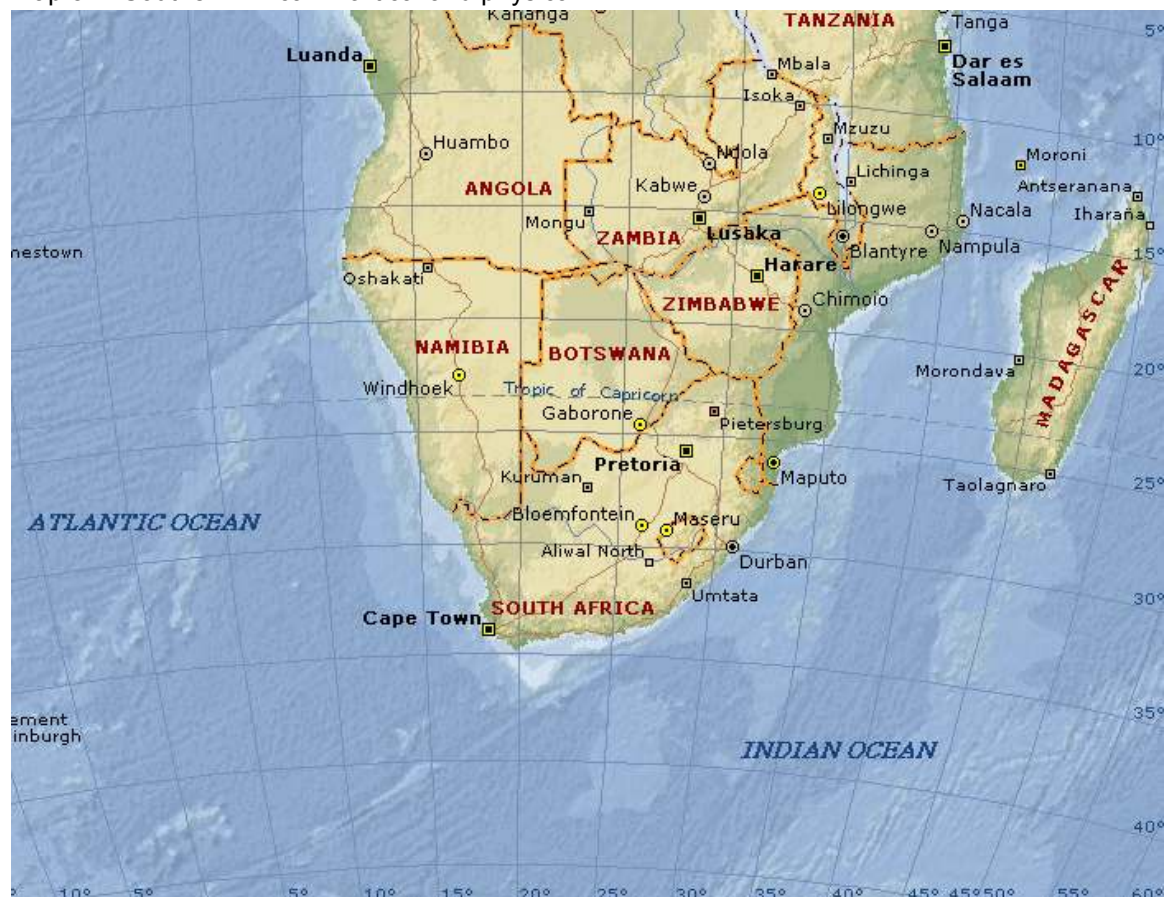 Kananga
TANZANIA
Tanga
5°
Luanda
Mbala
Dar es
Salaam
Isoka
Mzuzu
10°
Huambo
Ndola
Moroni
Lichinga
Kabwe
ANGOLA
Antseranana
Mongu
Lilongwe
Nacala
Iharaña
ZAMBIA
Lusaka
Blantyre
Nampula
nestown
15°
Harare
Oshakati
ZIMBABWE
Chimoio
MADAGASCAR
NAMIBIA
BOTSWANA
Morondava
20°
Windhoek
Tropic of Capricorn
Gaborone
Pietersburg
Pretoria
Kuruman
Maputo
Taolagnaro
25°
ATLANTIC OCEAN
Bloemfontein
Maseru
Aliwal North
Durban
Umtata
30°
SOUTH AFRICA
Cape Town
35°
ement
inburgh
INDIAN OCEAN
40°
10° 5° 5° 10° 15° 20° 25° 30° 35° 40° 45° 45° 50° 55° 60°